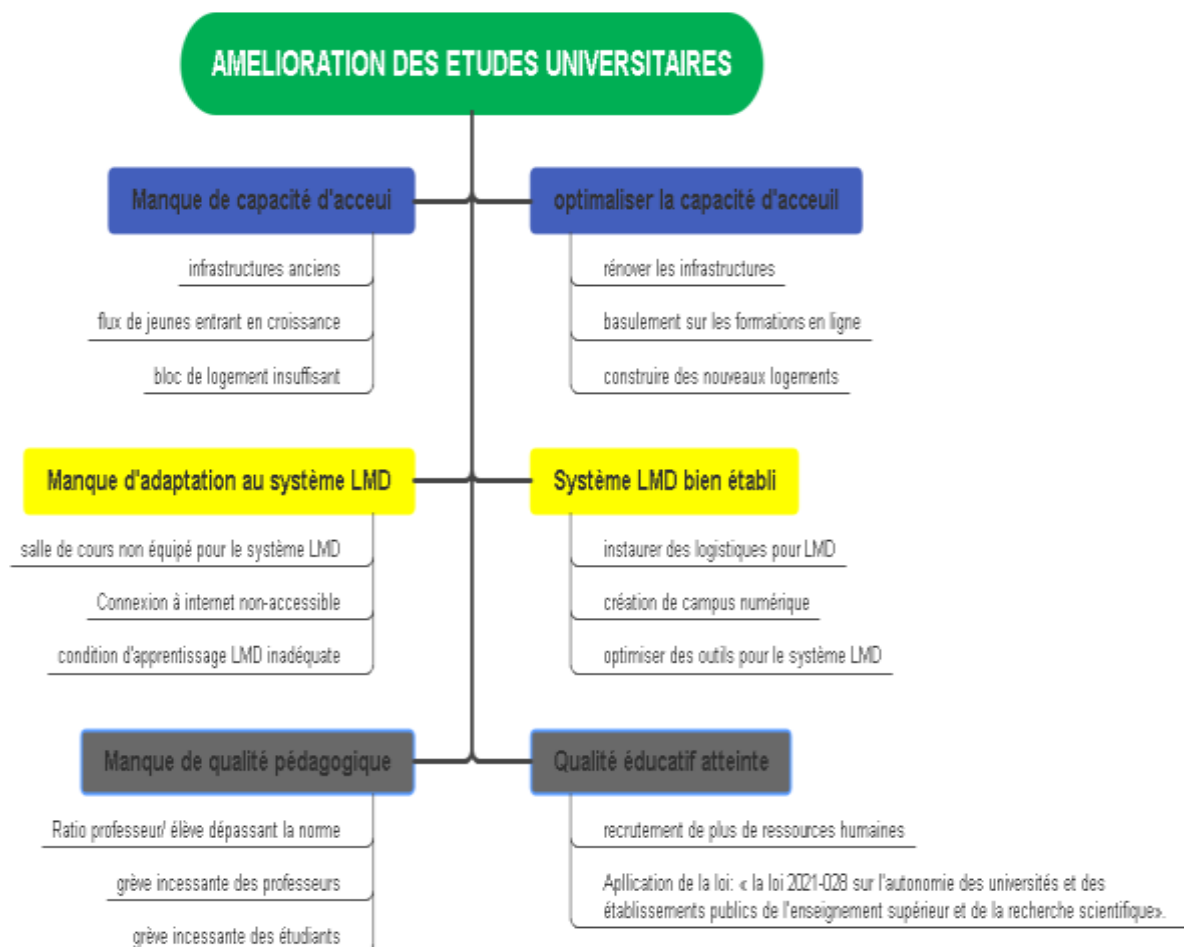 AMELIORATION DES ETUDES UNIVERSITAIRES
Manque de capacité d'acceui
infrastructures anciens
flux de jeunes entrant en croissance
bloc de logement insuffisant
optimaliser la capacité d'acceuil
rénover les infrastructures
basulement sur les formations en ligne
construire des nouveaux logements
Manque d'adaptation au système LMD
salle de cours non équipé pour le système LMD
Connexion à internet non-accessible
condition d'apprentissage LMD inadéquate
Système LMD bien établi
instaurer des logistiques pour LMD
création de campus numérique
optimiser des outils pour le système LMD
Manque de qualité pédagogique
Ratio professeur/ élève dépassant la norme
grève incessante des professeurs
grève incessante des étudiants
Qualité éducatif atteinte
recrutement de plus de ressources humaines
Apllication de la loi: « la loi 2021-028 sur l'autonomie des universités et des
établissements publics de l'enseignement supérieur et de la recherche scientifique».